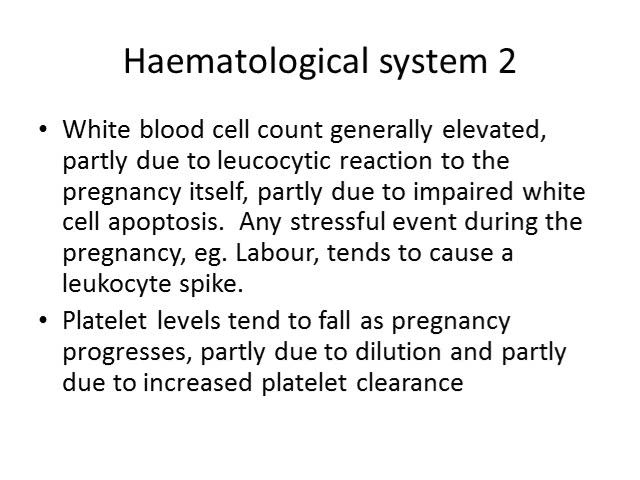 Haematological system 2
• White blood cell count generally elevated,
partly due to leucocytic reaction to the
pregnancy itself, partly due to impaired white
cell apoptosis.  Any stressful event during the
pregnancy, eg. Labour, tends to cause a
leukocyte spike.
• Platelet levels tend to fall as pregnancy
progresses, partly due to dilution and partly
due to increased platelet clearance